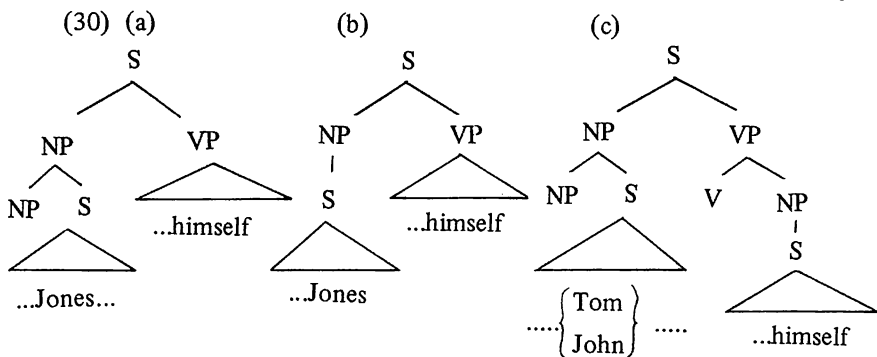 (30) (a) (b) (c)
S S S
NP VP NP VP NP VP
NP S S NP S V NP
S
...himself ...himself
...Jones... ...Jones ..... { Tom John } ..... ...himself